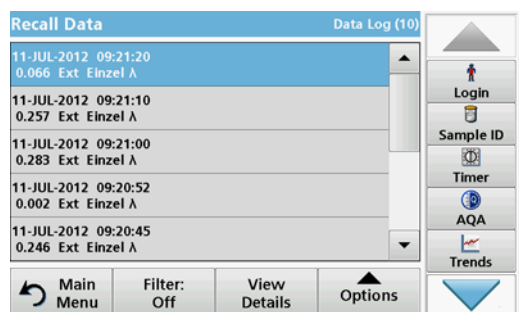 Recall Data Data Log (10)
11-JUL-2012 09:21:20
0.066 Ext Einzel λ
11-JUL-2012 09:21:10
0.257 Ext Einzel λ
11-JUL-2012 09:21:00
0.283 Ext Einzel λ
11-JUL-2012 09:20:52
0.002 Ext Einzel λ
11-JUL-2012 09:20:45
0.246 Ext Einzel λ
Main
Menu
Filter:
Off
View
Details
Options
Login
Sample ID
Timer
AQA
Trends